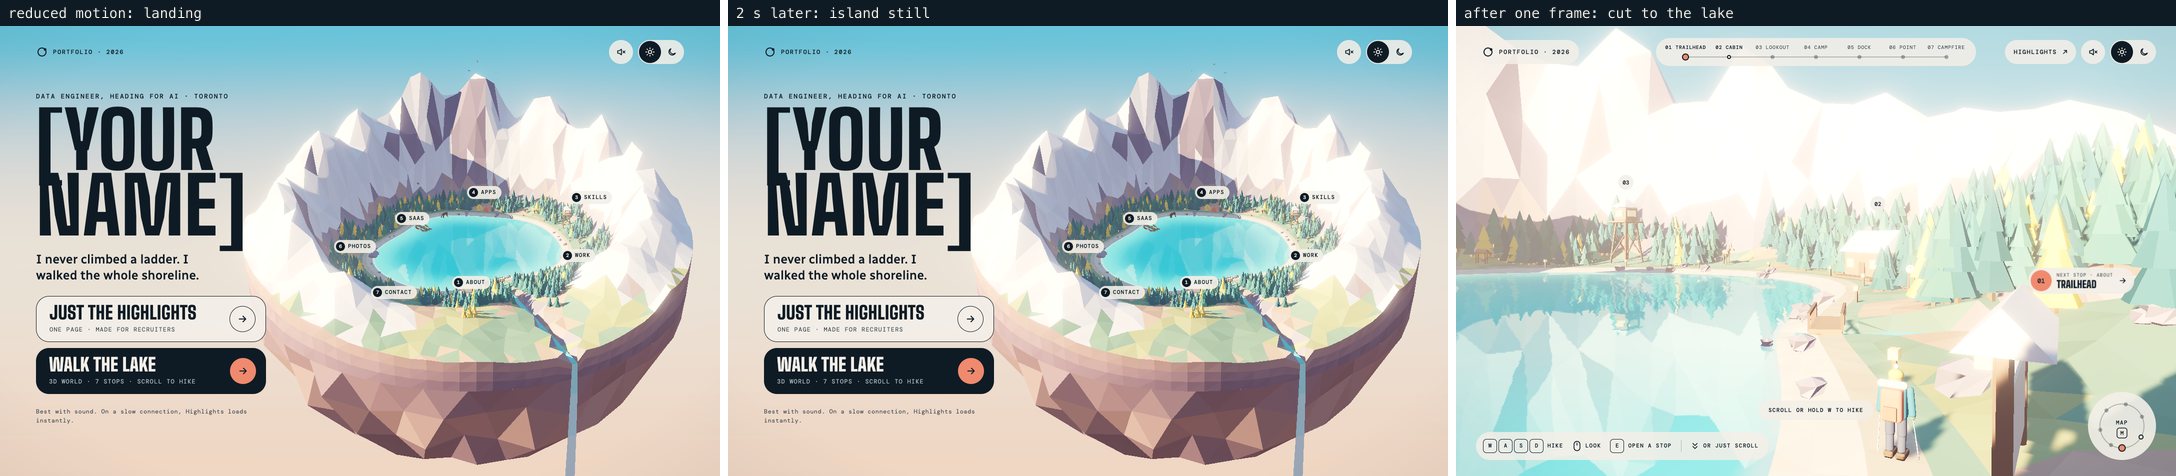 reduced motion: landing
PORTFOLIO · 2026
DATA ENGINEER, HEADING FOR AI · TORONTO
[YOUR
NAME]
I never climbed a ladder. I
walked the whole shoreline.
JUST THE HIGHLIGHTS
ONE PAGE · MADE FOR RECRUITERS
WALK THE LAKE
3D WORLD · 7 STOPS · SCROLL TO HIKE
Best with sound. On a slow connection, Highlights loads
instantly.
4 APPS
3 SKILLS
5 SAAS
6 PHOTOS
2 WORK
1 ABOUT
7 CONTACT
2 s later: island still
PORTFOLIO · 2026
DATA ENGINEER, HEADING FOR AI · TORONTO
[YOUR
NAME]
I never climbed a ladder. I
walked the whole shoreline.
JUST THE HIGHLIGHTS
ONE PAGE · MADE FOR RECRUITERS
WALK THE LAKE
3D WORLD · 7 STOPS · SCROLL TO HIKE
Best with sound. On a slow connection, Highlights loads
instantly.
4 APPS
3 SKILLS
5 SAAS
6 PHOTOS
2 WORK
1 ABOUT
7 CONTACT
after one frame: cut to the lake
PORTFOLIO · 2026
01 TRAILHEAD 02 CABIN 03 LOOKOUT 04 CAMP 05 DOCK 06 POINT 07 CAMPFIRE
HIGHLIGHTS
03
02
01 NEXT STOP · ABOUT
TRAILHEAD
SCROLL OR HOLD W TO HIKE
W A S D HIKE LOOK E OPEN A STOP OR JUST SCROLL
MAP
M